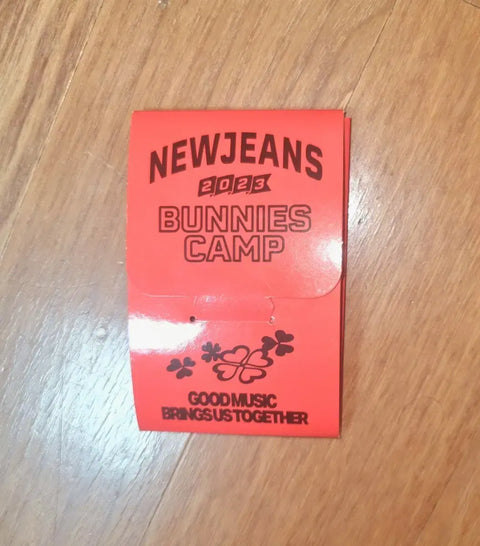 NEWJEANS
2023
BUNNIES
CAMP
GOOD MUSIC
BRINGS US TOGETHER